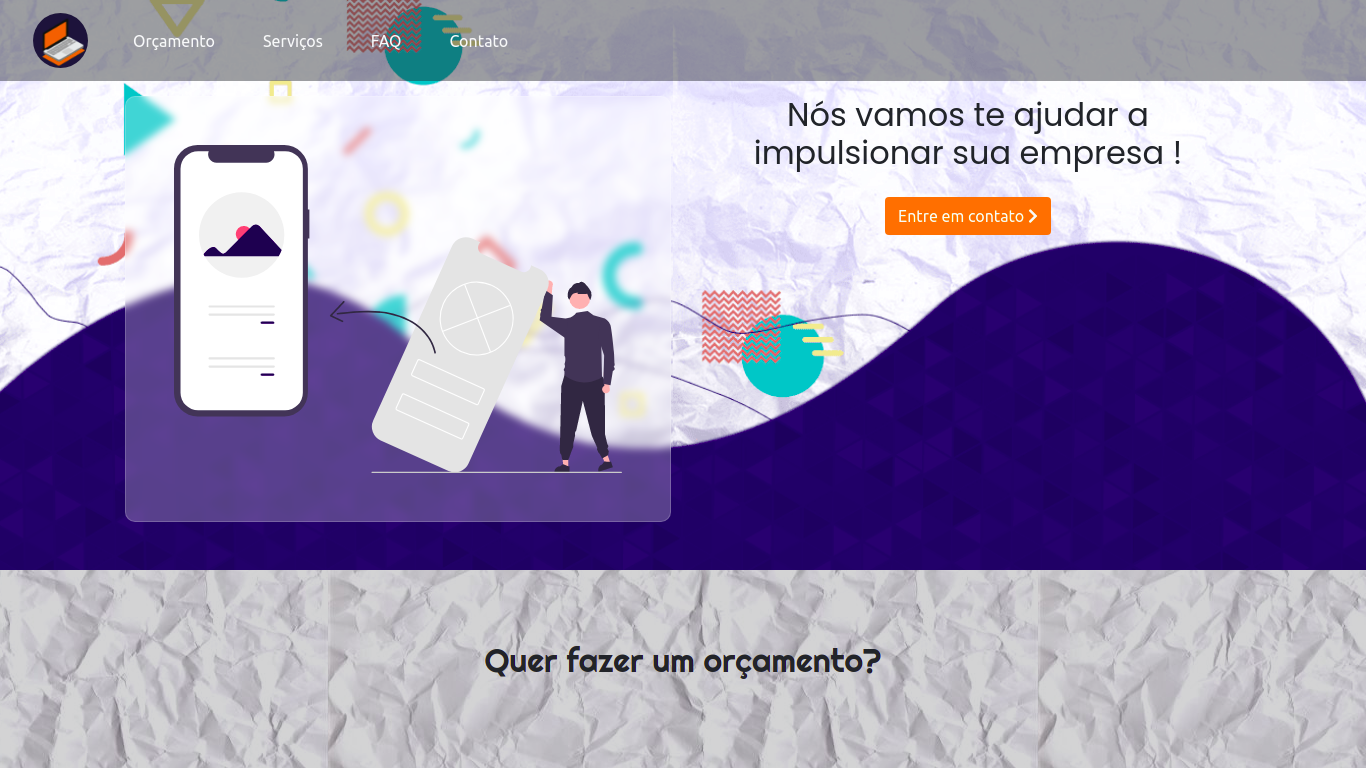 Orçamento
Serviços
FAQ
Contato
Nós vamos te ajudar a
impulsionar sua empresa !
Entre em contato
Quer fazer um orçamento?